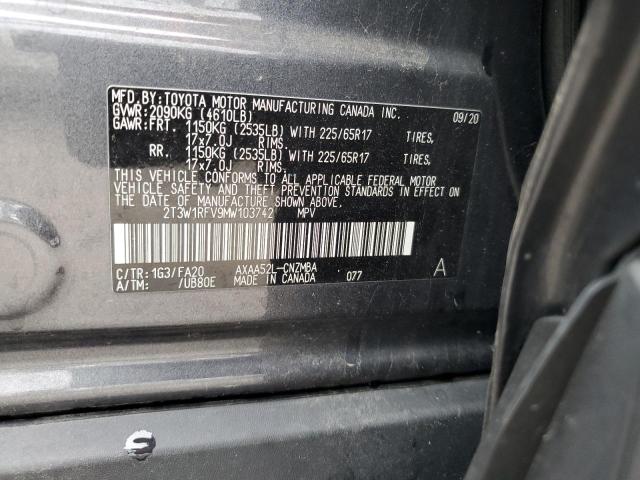 MFD.BY:TOYOTA MOTOR MANUFACTURING CANADA INC. 09/20
GVWR:2090KG (4610LB)
GAWR:FRT. 1150KG (2535LB) WITH 225/65R17 TIRES,
17x7.0J RIMS.
RR. 1150KG (2535LB) WITH 225/65R17 TIRES,
17x7.0J RIMS.
THIS VEHICLE CONFORMS TO ALL APPLICABLE FEDERAL MOTOR
VEHICLE SAFETY AND THEFT PREVENTION STANDARDS IN EFFECT ON
THE DATE OF MANUFACTURE SHOWN ABOVE.
2T3W1RFV9MW103742 MPV
C/TR: 1G3/FA20 AXAA52L-CNZMBA 077 A
A/TM: /UB80E MADE IN CANADA